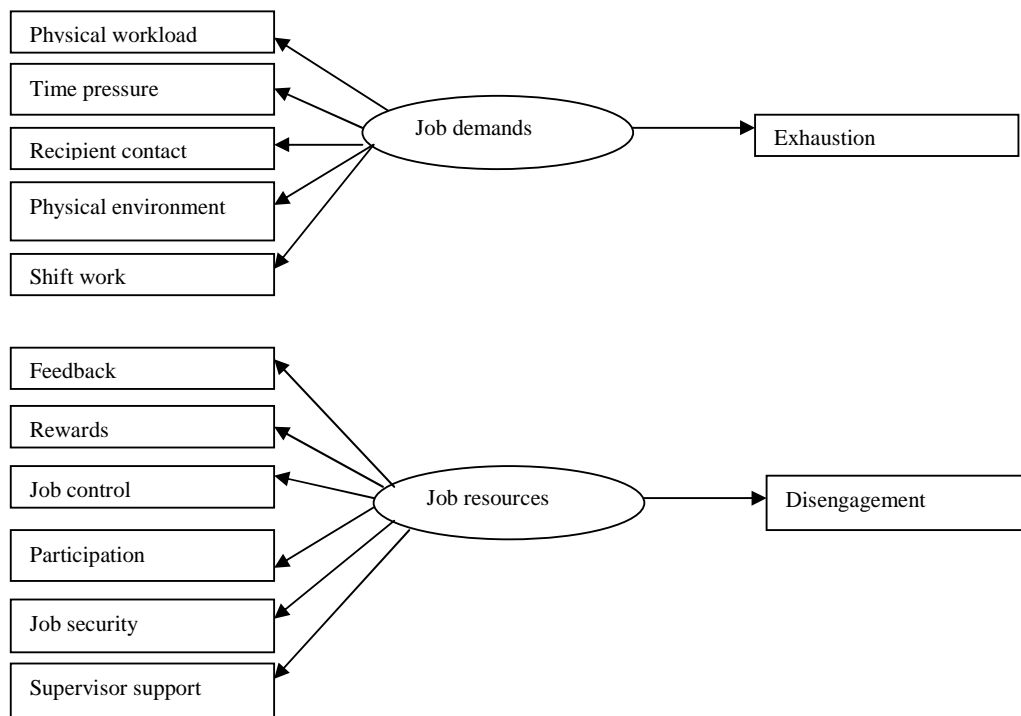 Physical workload
Time pressure
Recipient contact
Physical environment
Shift work
Job demands
Exhaustion
Feedback
Rewards
Job control
Participation
Job security
Supervisor support
Job resources
Disengagement